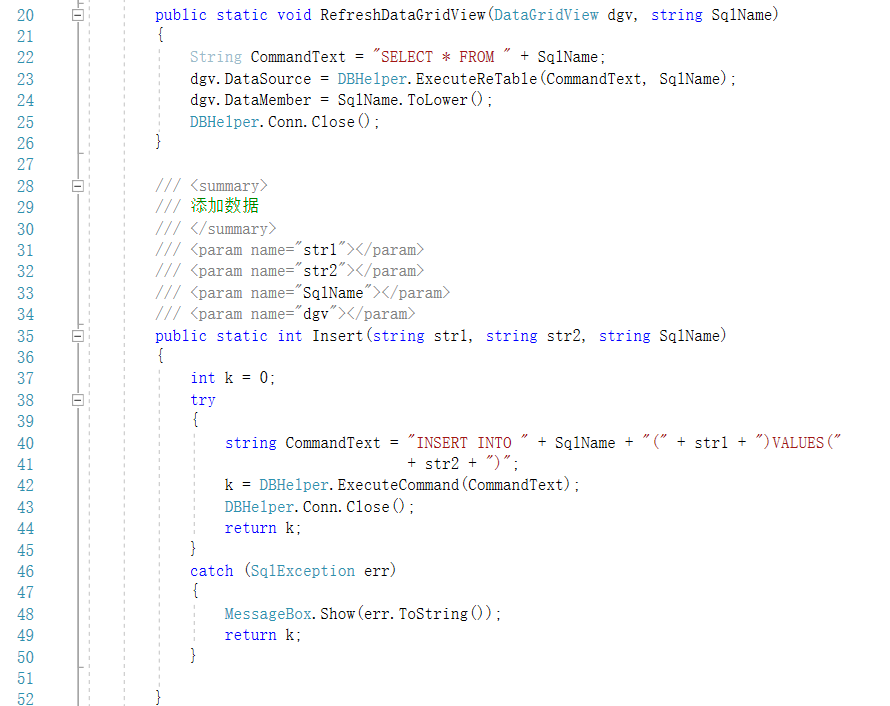 20 public static void RefreshDataGridView(DataGridView dgv, string SqlName)
21 {
22 String CommandText = "SELECT * FROM " + SqlName;
23 dgv.DataSource = DBHelper.ExecuteReTable(CommandText, SqlName);
24 dgv.DataMember = SqlName.ToLower();
25 DBHelper.Conn.Close();
26 }
27
28 /// <summary>
29 /// 添加数据
30 /// </summary>
31 /// <param name="str1"></param>
32 /// <param name="str2"></param>
33 /// <param name="SqlName"></param>
34 /// <param name="dgv"></param>
35 public static int Insert(string str1, string str2, string SqlName)
36 {
37 int k = 0;
38 try
39 {
40 string CommandText = "INSERT INTO " + SqlName + "(" + str1 + ")VALUES("
41 + str2 + ")";
42 k = DBHelper.ExecuteCommand(CommandText);
43 DBHelper.Conn.Close();
44 return k;
45 }
46 catch (SqlException err)
47 {
48 MessageBox.Show(err.ToString());
49 return k;
50 }
51
52 }